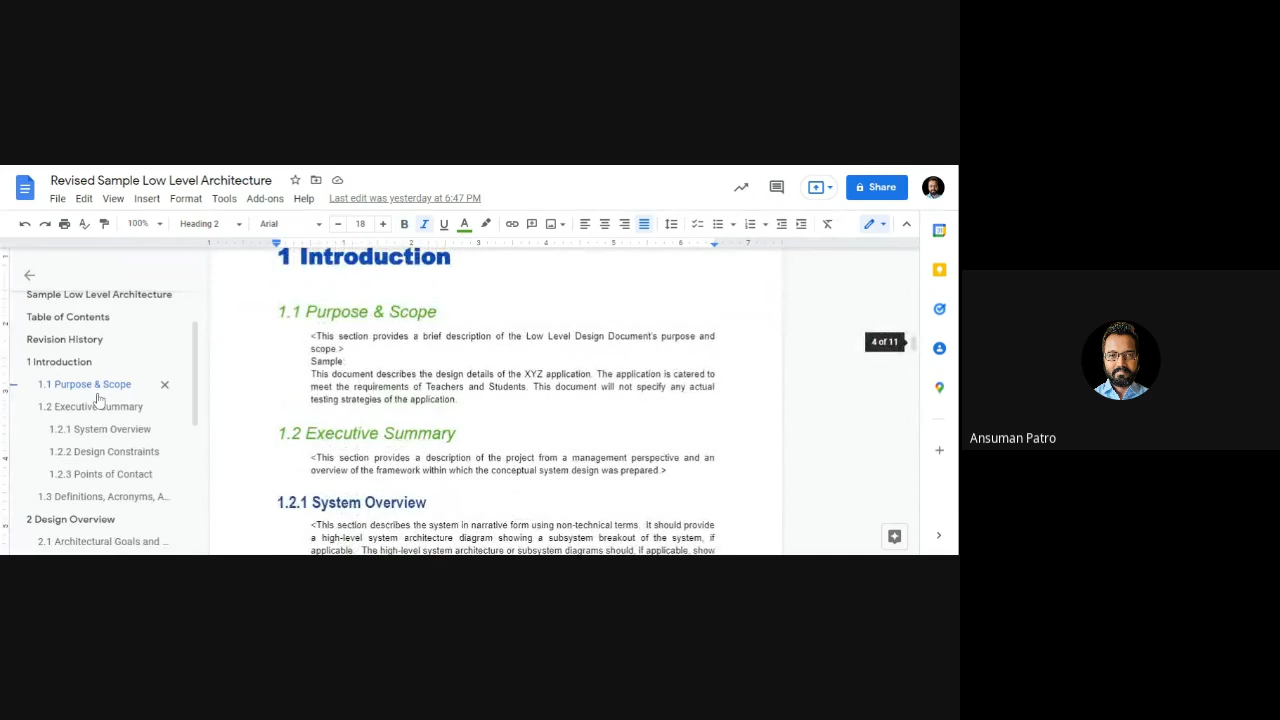 Revised Sample Low Level Architecture
File Edit View Insert Format Tools Add-ons Help Last edit was yesterday at 6:47 PM
Share
100% Heading 2 Arial 18 B I U A
1 1 2 3 4 5 6 7
Sample Low Level Architecture
Table of Contents
Revision History
1 Introduction
1.1 Purpose & Scope
1.2 Executive Summary
1.2.1 System Overview
1.2.2 Design Constraints
1.2.3 Points of Contact
1.3 Definitions, Acronyms, A...
2 Design Overview
2.1 Architectural Goals and ...
1 Introduction
1.1 Purpose & Scope
<This section provides a brief description of the Low Level Design Document's purpose and
scope >
Sample:
This document describes the design details of the XYZ application. The application is catered to
meet the requirements of Teachers and Students. This document will not specify any actual
testing strategies of the application.
1.2 Executive Summary
<This section provides a description of the project from a management perspective and an
overview of the framework within which the conceptual system design was prepared >
1.2.1 System Overview
<This section describes the system in narrative form using non-technical terms. It should provide
a high-level system architecture diagram showing a subsystem breakout of the system, if
applicable. The high-level system architecture or subsystem diagrams should, if applicable, show
4 of 11
Ansuman Patro